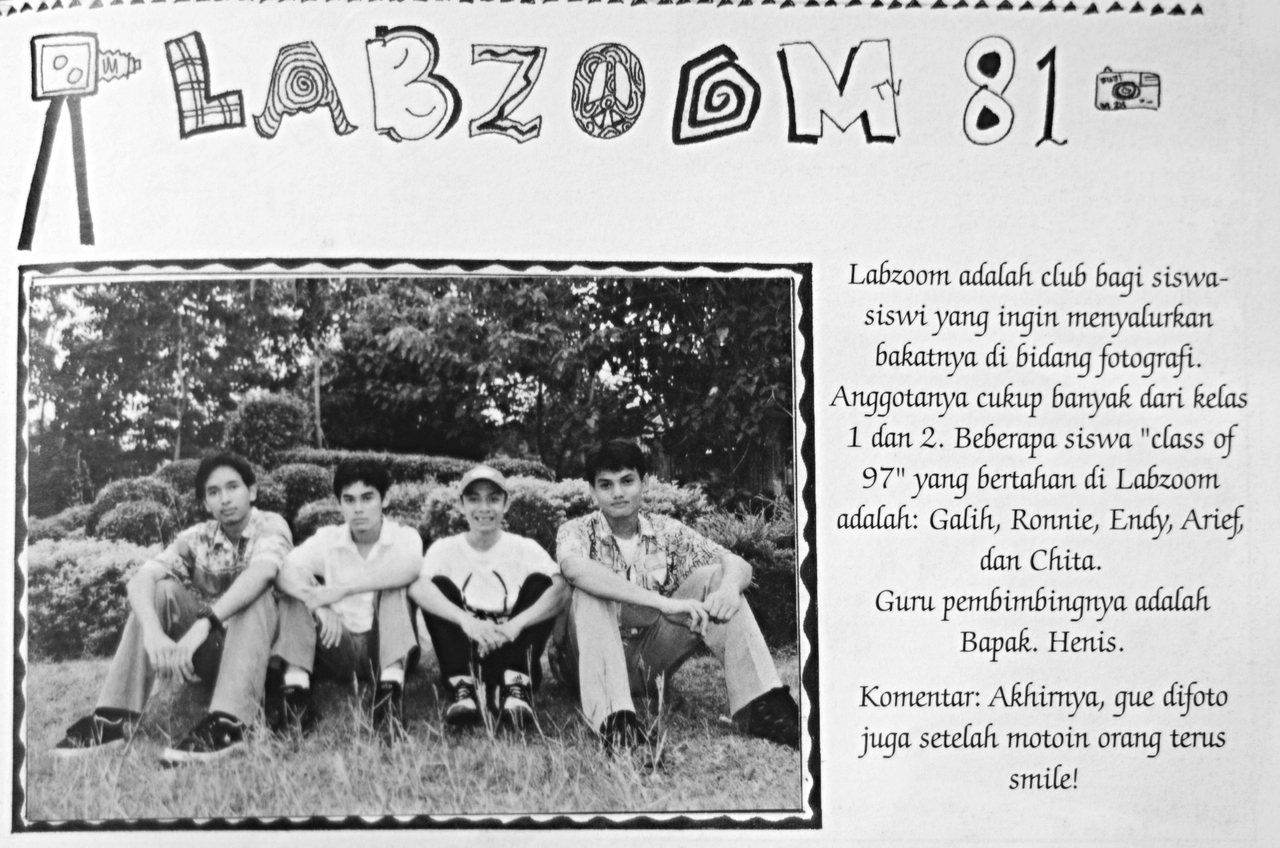 LABZOOM 81
TV
Labzoom adalah club bagi siswa-
siswi yang ingin menyalurkan
bakatnya di bidang fotografi.
Anggotanya cukup banyak dari kelas
1 dan 2. Beberapa siswa "class of
97" yang bertahan di Labzoom
adalah: Galih, Ronnie, Endy, Arief,
dan Chita.
Guru pembimbingnya adalah
Bapak. Henis.
Komentar: Akhirnya, gue difoto
juga setelah motoin orang terus
smile!